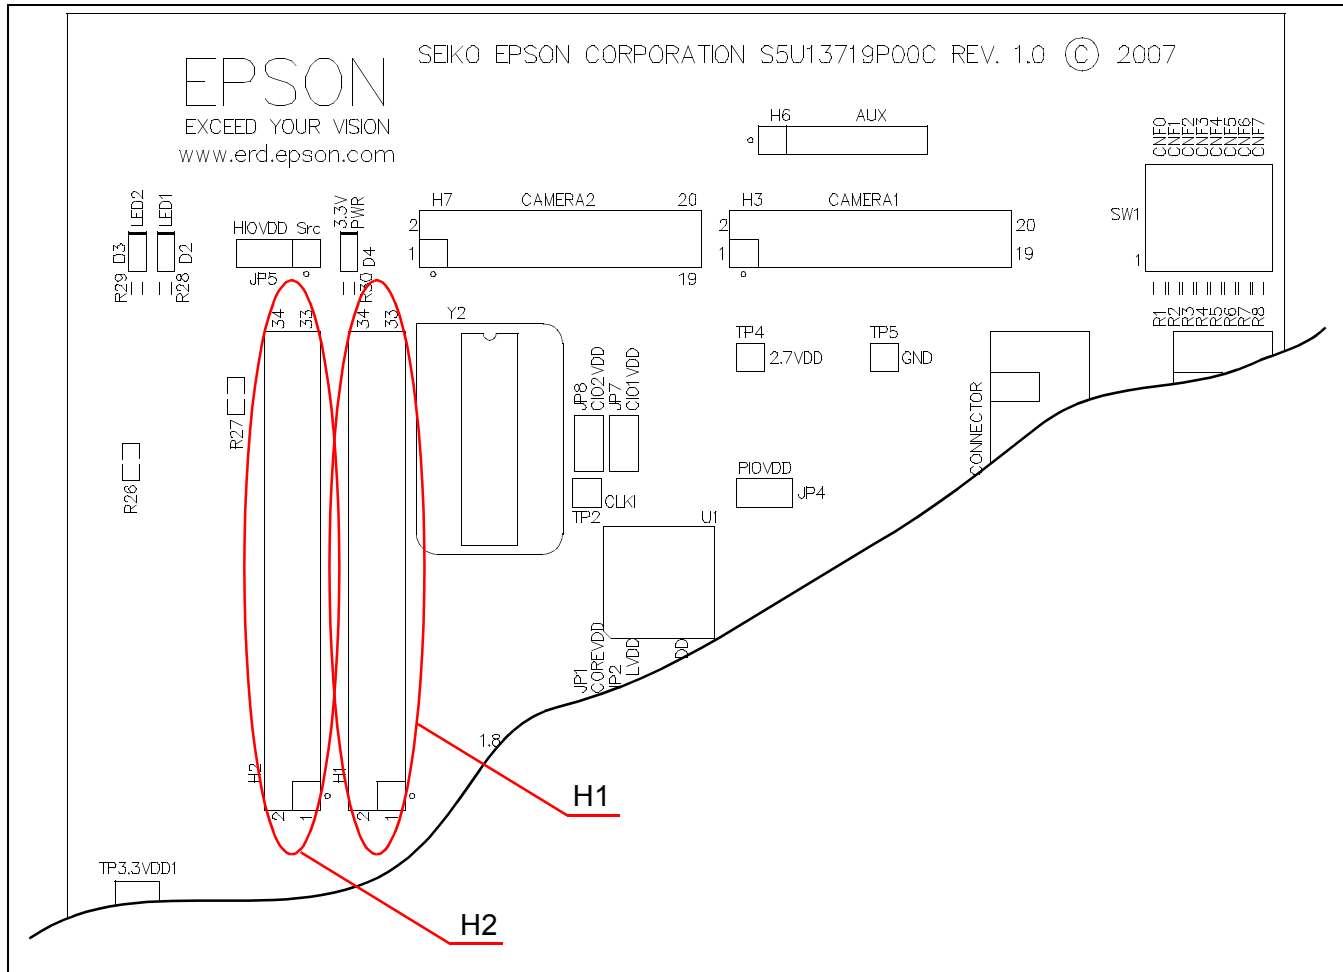 SEIKO EPSON CORPORATION S5U13719P00C REV. 1.0 © 2007
EPSON
EXCEED YOUR VISION
www.erd.epson.com
H6 AUX
CNF0
CNF1
CNF2
CNF3
CNF4
CNF5
CNF6
CNF7
SW1
1
R1
R2
R3
R4
R5
R6
R7
R8
LED2
LED1
D3
D2
R29
R28
HIOVDD Src
JP5
3.3V
PWR
D4
R30
H7 CAMERA2 20
2
1
19
H3 CAMERA1
2
1
20
19
34
33
34
33
Y2
TP4
2.7VDD
TP5
GND
JP8
CIO2VDD
JP7
CIO1VDD
CONNECTOR
R27
R26
PIOVDD
JP4
CLKI
TP2
U1
JP1
COREVDD
JP2
LVDD
DD
1.8
H2
H1
2
1
2
1
H1
TP3.3VDD1
H2